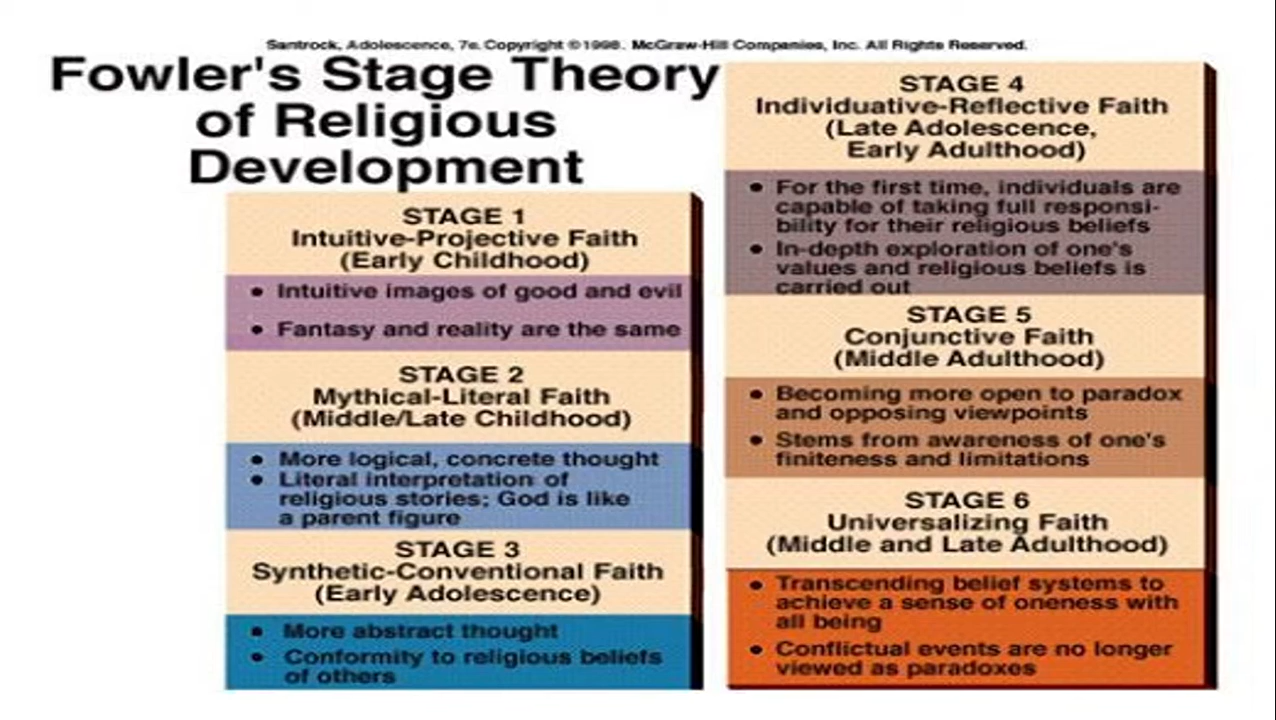 Santrock, Adolescence, 7e. Copyright ©1998. McGraw-Hill Companies, Inc. All Rights Reserved.
Fowler's Stage Theory
of Religious
Development
STAGE 1
Intuitive-Projective Faith
(Early Childhood)
• Intuitive images of good and evil
• Fantasy and reality are the same
STAGE 2
Mythical-Literal Faith
(Middle/Late Childhood)
• More logical, concrete thought
• Literal interpretation of
religious stories; God is like
a parent figure
STAGE 3
Synthetic-Conventional Faith
(Early Adolescence)
• More abstract thought
• Conformity to religious beliefs
of others
STAGE 4
Individuative-Reflective Faith
(Late Adolescence,
Early Adulthood)
• For the first time, individuals are
capable of taking full responsi-
bility for their religious beliefs
• In-depth exploration of one's
values and religious beliefs is
carried out
STAGE 5
Conjunctive Faith
(Middle Adulthood)
• Becoming more open to paradox
and opposing viewpoints
• Stems from awareness of one's
finiteness and limitations
STAGE 6
Universalizing Faith
(Middle and Late Adulthood)
• Transcending belief systems to
achieve a sense of oneness with
all being
• Conflictual events are no longer
viewed as paradoxes